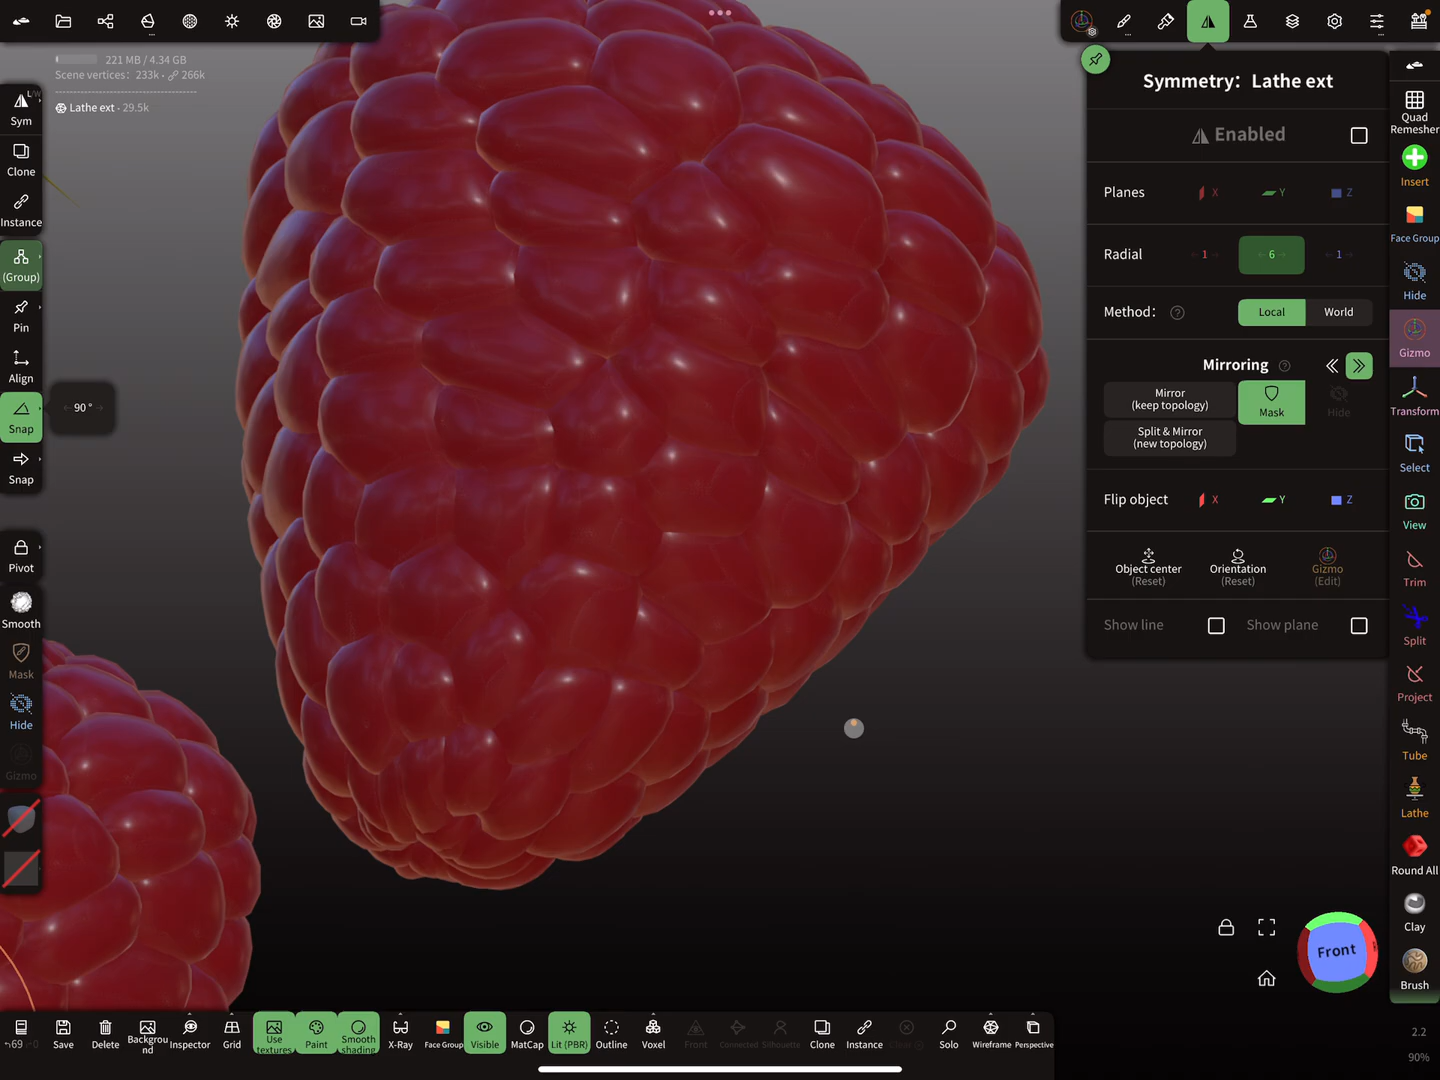 221 MB / 4.34 GB
Scene vertices: 233k · 266k
Lathe ext · 29.5k
Sym
Clone
Instance
(Group)
Pin
Align
Snap
90 °
Snap
Pivot
Smooth
Mask
Hide
Gizmo
Symmetry: Lathe ext
Enabled
Planes X Y Z
Radial 1 6 1
Method: ? Local World
Mirroring ?
Mirror
(keep topology)
Mask
Hide
Split & Mirror
(new topology)
Flip object X Y Z
Object center
(Reset)
Orientation
(Reset)
Gizmo
(Edit)
Show line
Show plane
Quad
Remesher
Insert
Face Group
Hide
Gizmo
Transform
Select
View
Trim
Split
Project
Tube
Lathe
Round All
Clay
Brush
Front
69 0
Save
Delete
Backgrou
nd
Inspector
Grid
Use
textures
Paint
Smooth
shading
X-Ray
Face Group
Visible
MatCap
Lit (PBR)
Outline
Voxel
Front
Connected
Silhouette
Clone
Instance
Clear
Solo
Wireframe
Perspective
2.2
90%